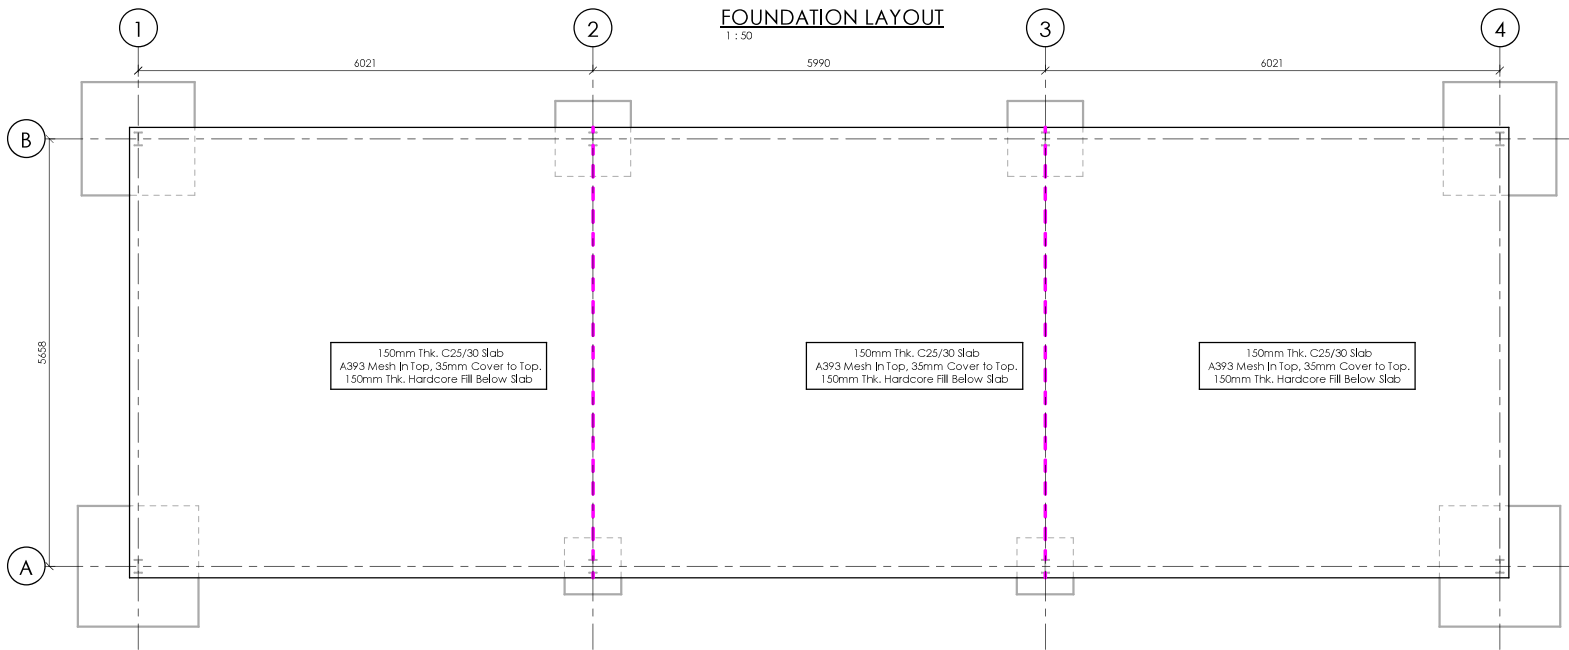 FOUNDATION LAYOUT
1 : 50
1
2
3
4
6021
5990
6021
B
5658
150mm Thk. C25/30 Slab
A393 Mesh In Top, 35mm Cover to Top.
150mm Thk. Hardcore Fill Below Slab
150mm Thk. C25/30 Slab
A393 Mesh In Top, 35mm Cover to Top.
150mm Thk. Hardcore Fill Below Slab
150mm Thk. C25/30 Slab
A393 Mesh In Top, 35mm Cover to Top.
150mm Thk. Hardcore Fill Below Slab
A